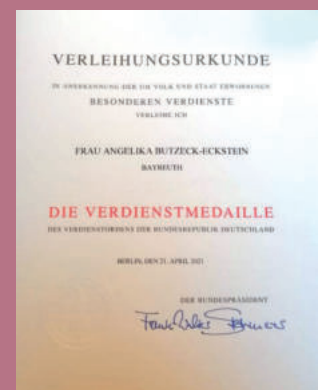 VERLEIHUNGSURKUNDE
IN ANERKENNUNG DER UM VOLK UND STAAT ERWORBENEN
BESONDEREN VERDIENSTE
VERLEIHE ICH
FRAU ANGELIKA BUTZECK-ECKSTEIN
BAYREUTH
DIE VERDIENSTMEDAILLE
DES VERDIENSTORDENS DER BUNDESREPUBLIK DEUTSCHLAND
BERLIN, DEN 21. APRIL 2021
DER BUNDESPRÄSIDENT